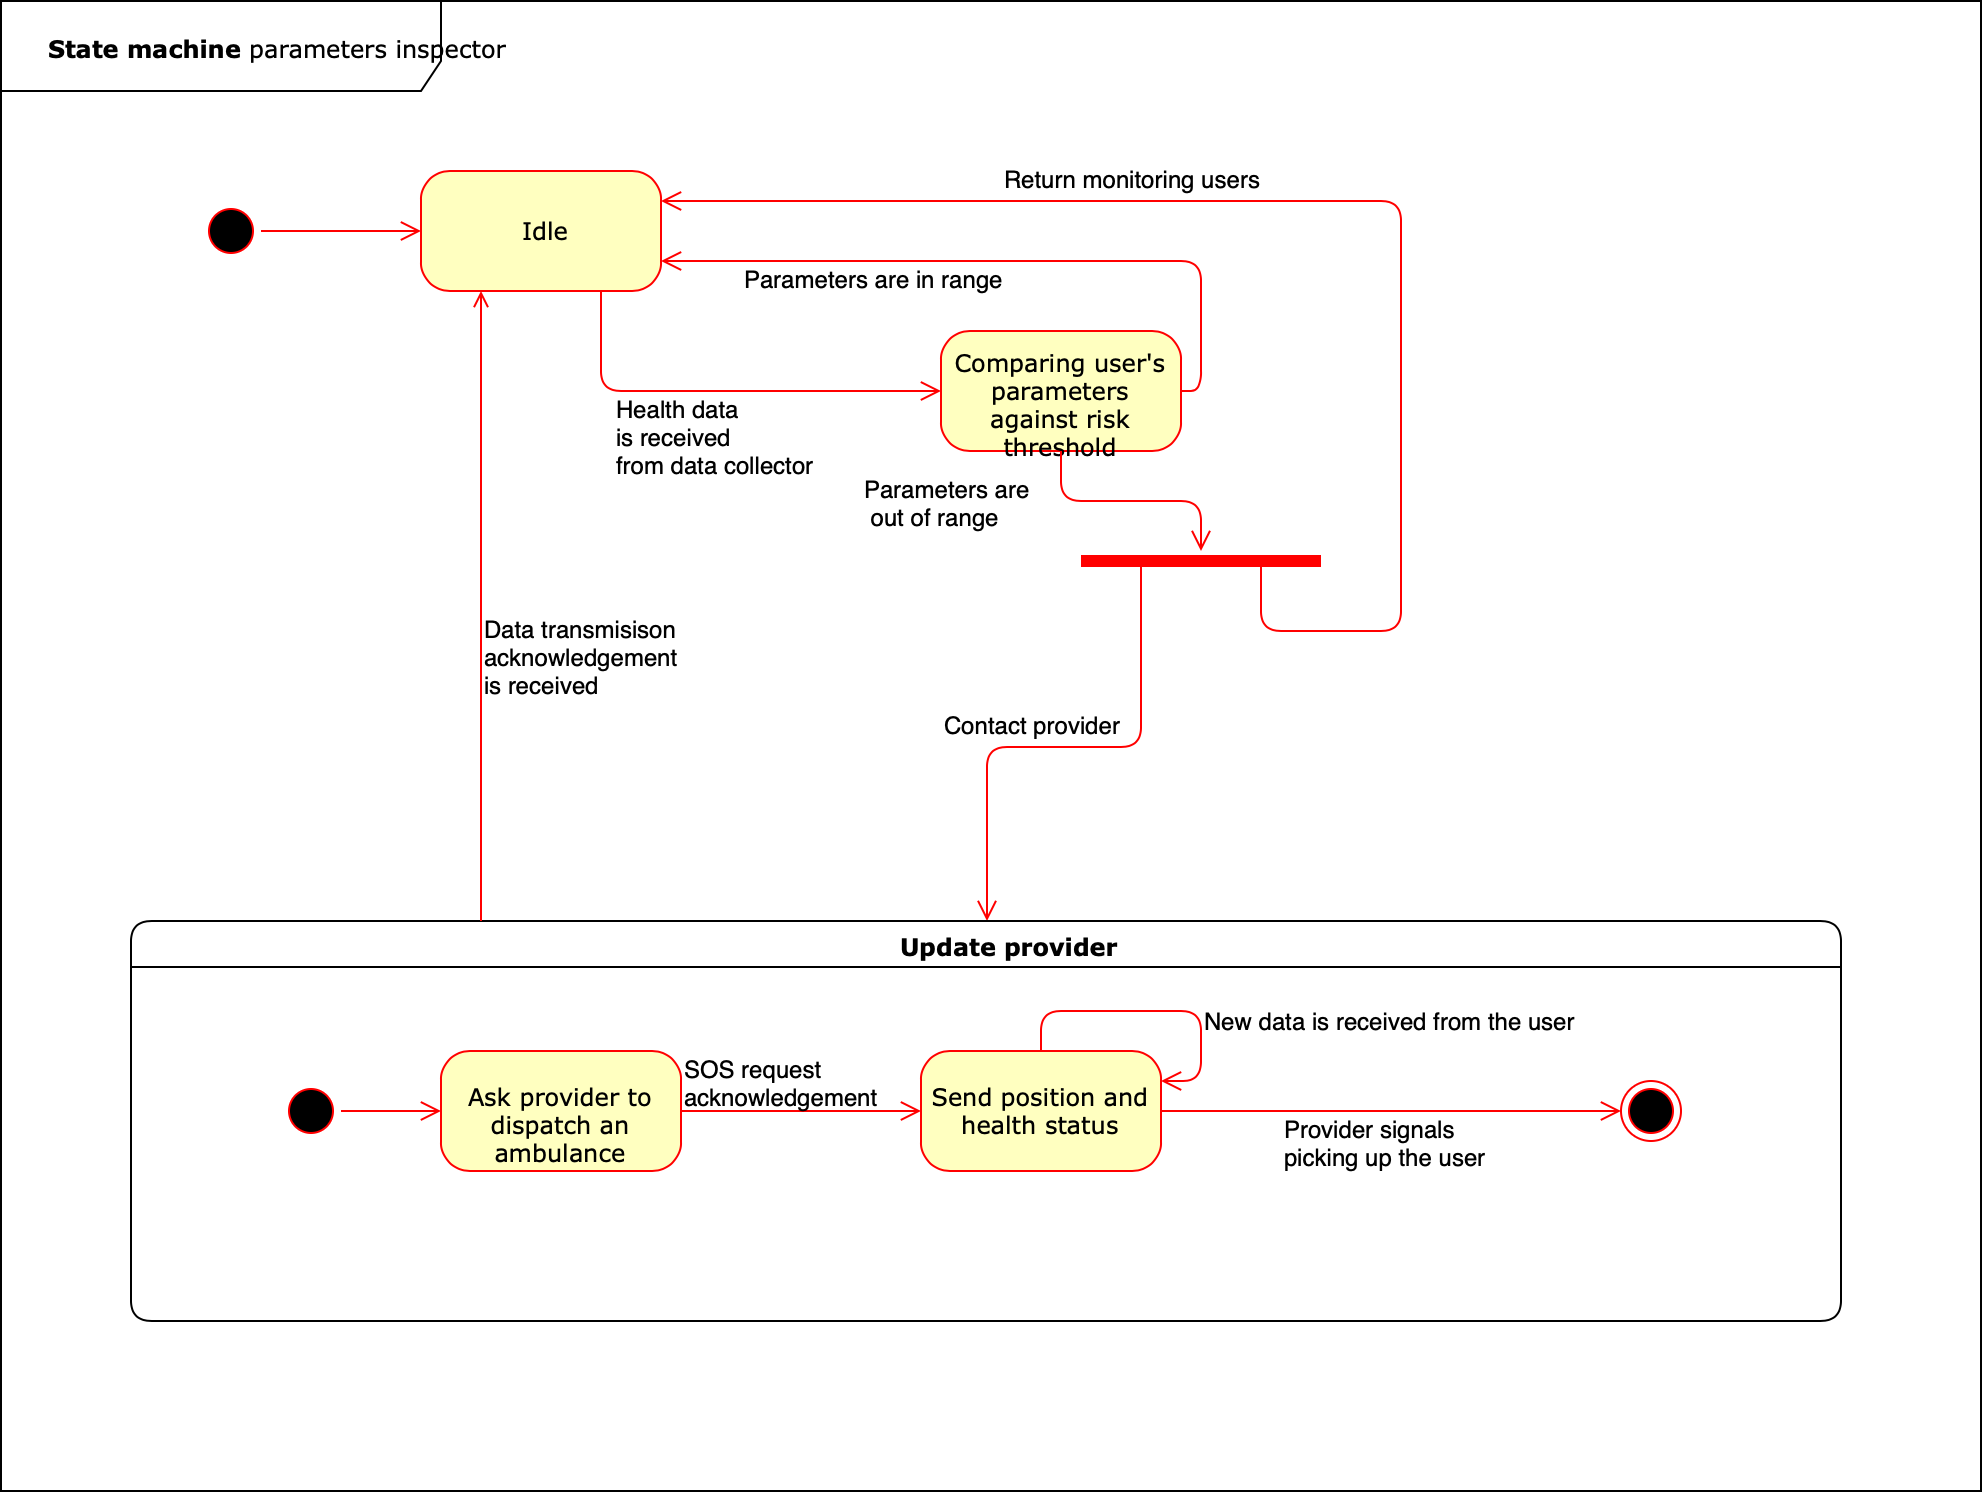 State machine parameters inspector
Return monitoring users
Idle
Parameters are in range
Comparing user's
parameters
against risk
threshold
Health data
is received
from data collector
Parameters are
out of range
Data transmisison
acknowledgement
is received
Contact provider
Update provider
New data is received from the user
SOS request
acknowledgement
Ask provider to
dispatch an
ambulance
Send position and
health status
Provider signals
picking up the user